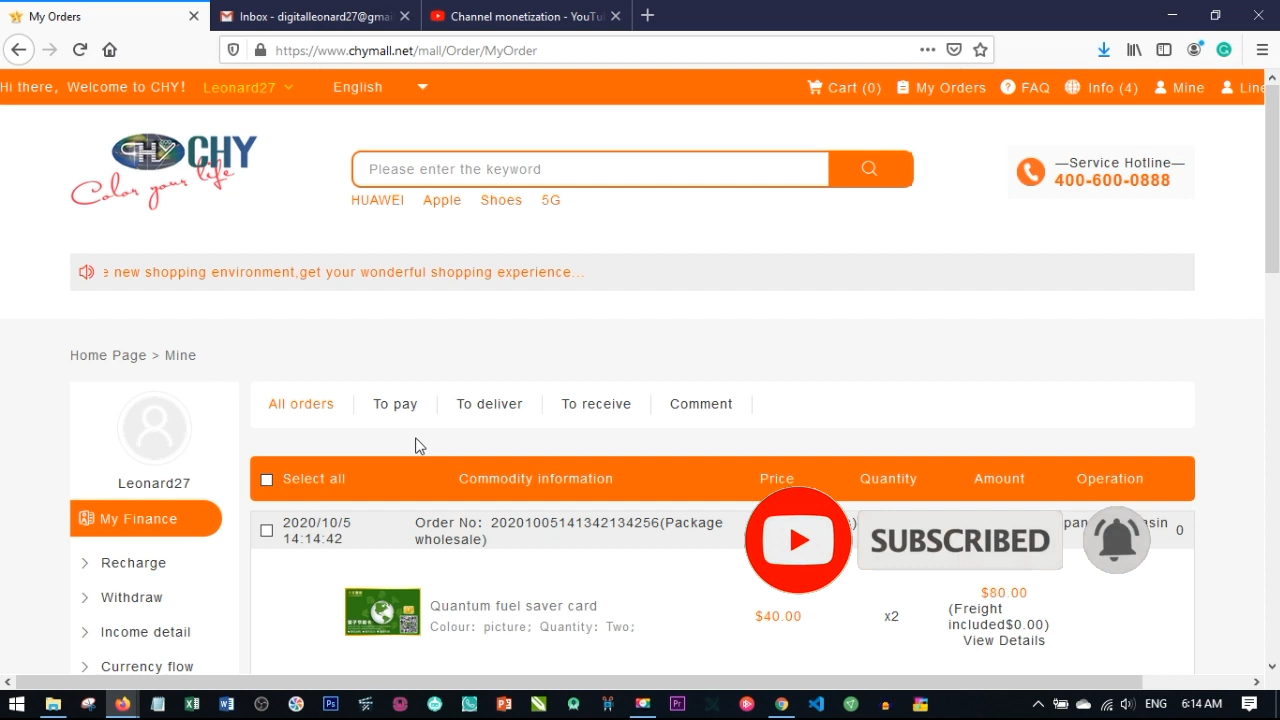 My Orders
Inbox - digitalleonard27@gma
Channel monetization - YouTu
https://www.chymall.net/mall/Order/MyOrder
Hi there, Welcome to CHY! Leonard27 English Cart (0) My Orders FAQ Info (4) Mine Line
CHY CHY
Color your life
Please enter the keyword
HUAWEI Apple Shoes 5G
—Service Hotline—
400-600-0888
e new shopping environment,get your wonderful shopping experience...
Home Page > Mine
All orders To pay To deliver To receive Comment
Leonard27
My Finance
Recharge
Withdraw
Income detail
Currency flow
Select all Commodity information Price Quantity Amount Operation
2020/10/5
14:14:42
Order No: 20201005141342134256(Package
wholesale)
0
SUBSCRIBED
Quantum fuel saver card
Colour: picture; Quantity: Two;
$40.00
x2
$80.00
(Freight
included$0.00)
View Details
ENG 6:14 AM